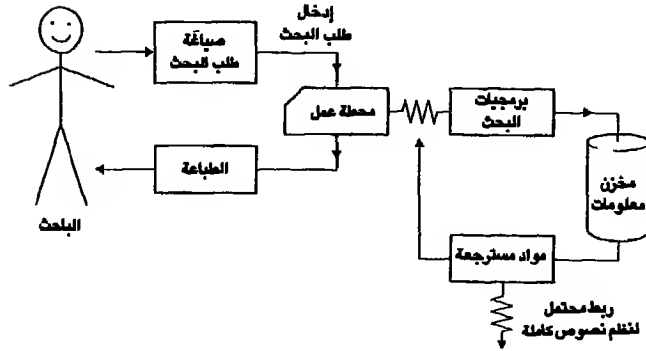 إدخال
طلب البحث
صياغة
طلب البحث
محطة عمل
برمجيات
البحث
الطباعة
الباحث
مخزن
معلومات
مواد مسترجعة
ربط محتمل
لنظم نصوص كاملة